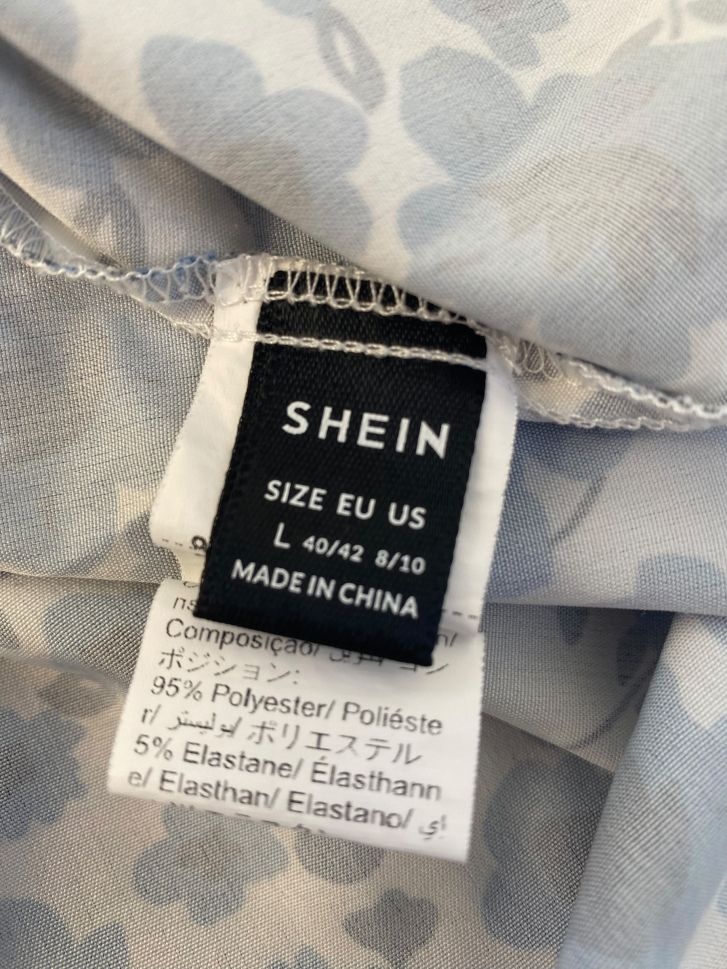 SHEIN
SIZE EU US
L 40/42 8/10
MADE IN CHINA
Composição/
ポジション:
95% Polyester/ Poliéste
r/ بوليستر/ ポリエステル
5% Elastane/ Élasthann
e/ Elasthan/ Elastano/ إي